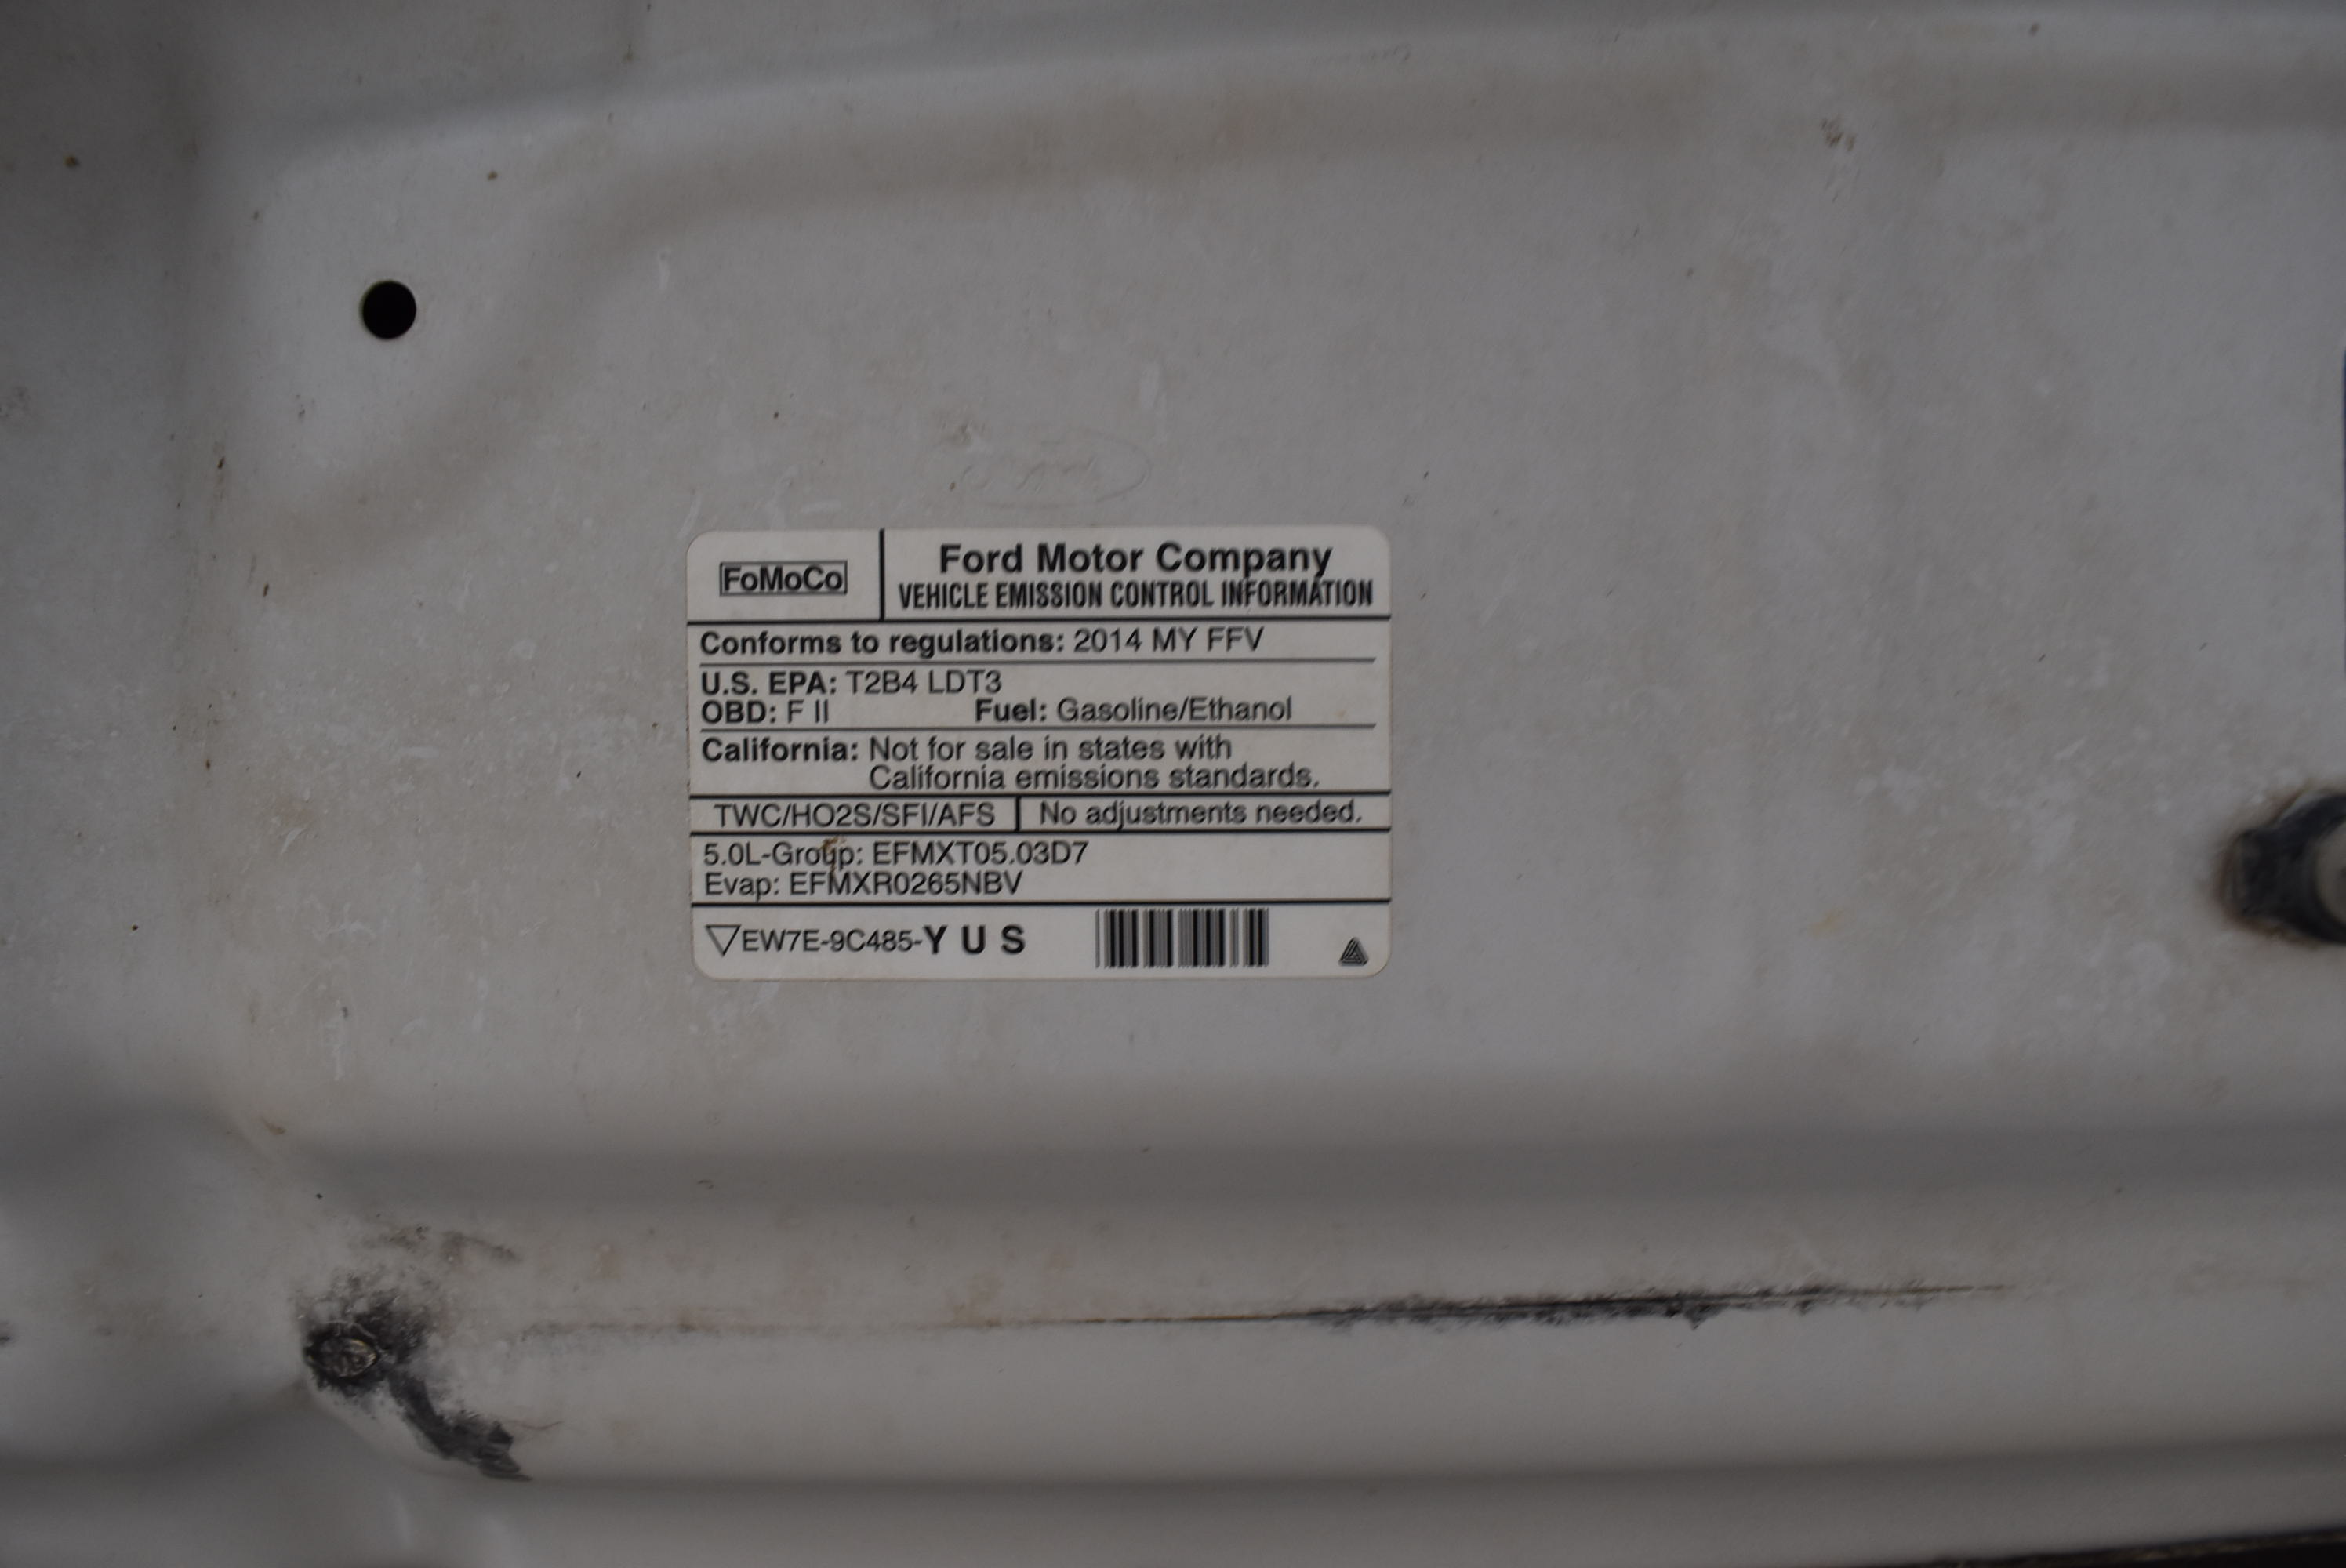 FoMoCo
Ford Motor Company
VEHICLE EMISSION CONTROL INFORMATION
Conforms to regulations: 2014 MY FFV
U.S. EPA: T2B4 LDT3
OBD: F II Fuel: Gasoline/Ethanol
California: Not for sale in states with
California emissions standards.
TWC/HO2S/SFI/AFS No adjustments needed.
5.0L-Group: EFMXT05.03D7
Evap: EFMXR0265NBV
▽EW7E-9C485-Y U S